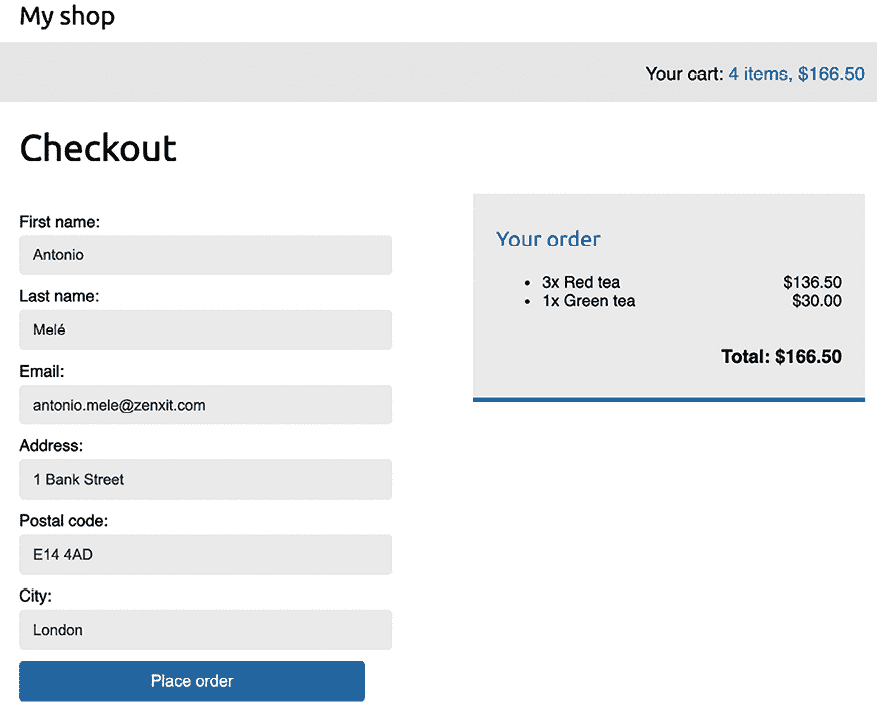 My shop
Your cart: 4 items, $166.50
Checkout
First name:
Antonio
Last name:
Melé
Email:
antonio.mele@zenxit.com
Address:
1 Bank Street
Postal code:
E14 4AD
City:
London
Place order
Your order
• 3x Red tea $136.50
• 1x Green tea $30.00
Total: $166.50